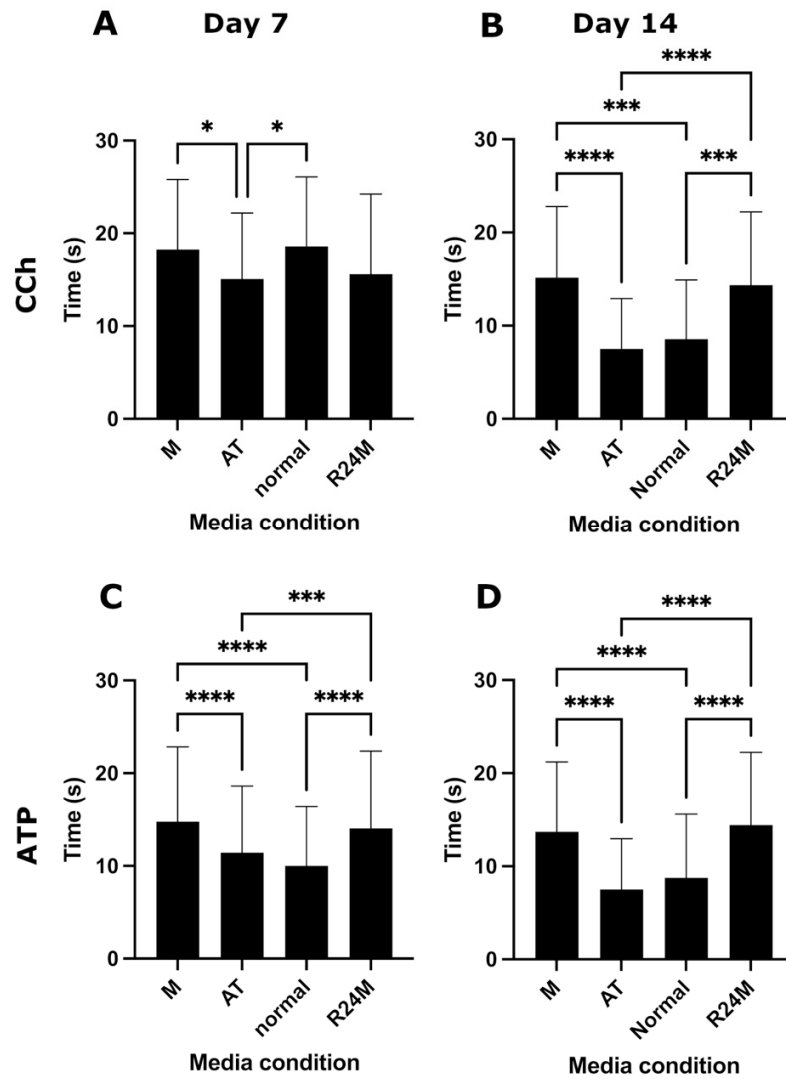 A Day 7
*
*
30
20
10
0
Time (s)
CCh
M
AT
normal
R24M
Media condition
B Day 14
****
***
****
***
30
20
10
0
Time (s)
M
AT
Normal
R24M
Media condition
C
***
****
****
****
30
20
10
0
Time (s)
ATP
M
AT
normal
R24M
Media condition
D
****
****
****
****
30
20
10
0
Time (s)
M
AT
Normal
R24M
Media condition